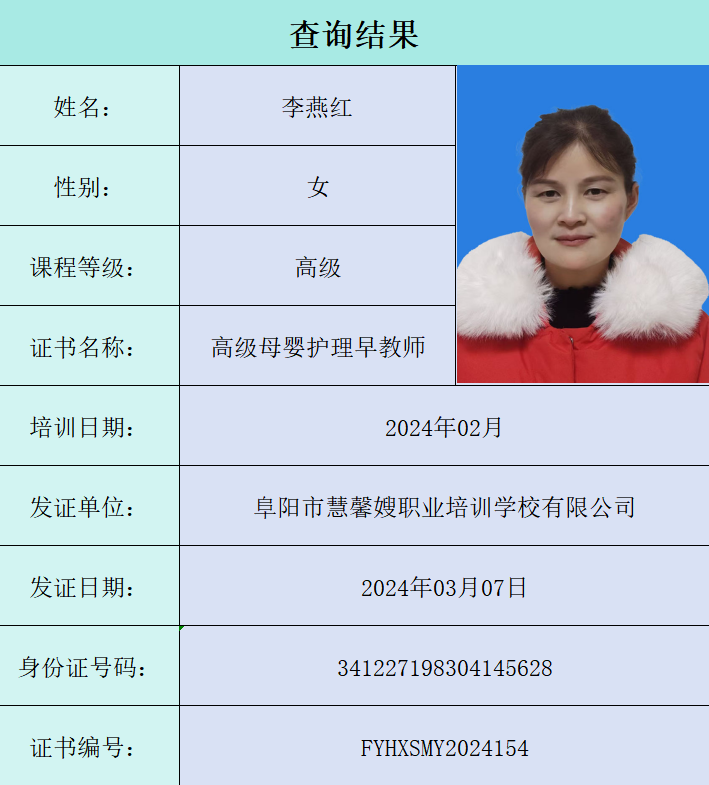 查询结果
姓名： 李燕红
性别： 女
课程等级： 高级
证书名称： 高级母婴护理早教师
培训日期： 2024年02月
发证单位： 阜阳市慧馨嫂职业培训学校有限公司
发证日期： 2024年03月07日
身份证号码： 341227198304145628
证书编号： FYHXSMY2024154